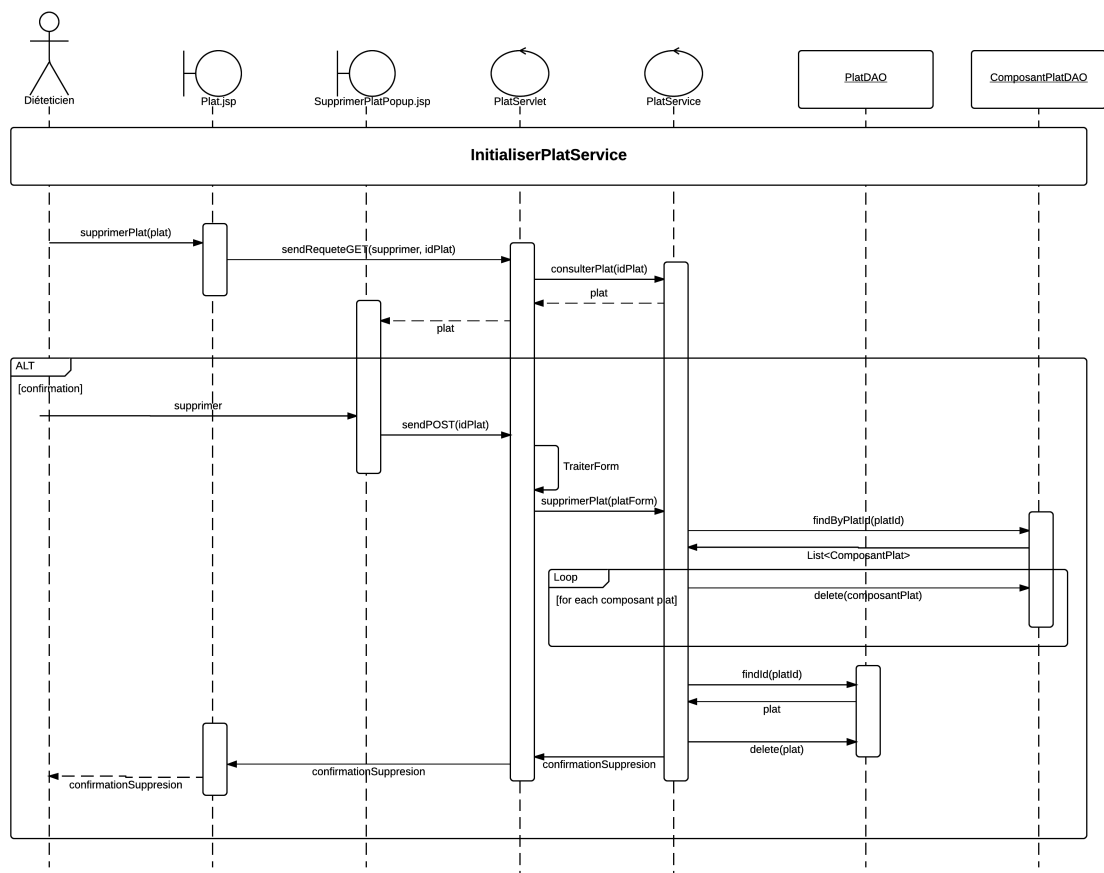 Diéteticien
Plat.jsp
SupprimerPlatPopup.jsp
PlatServlet
PlatService
PlatDAO
ComposantPlatDAO
InitialiserPlatService
supprimerPlat(plat)
sendRequeteGET(supprimer, idPlat)
consulterPlat(idPlat)
plat
plat
ALT
[confirmation]
supprimer
sendPOST(idPlat)
TraiterForm
supprimerPlat(platForm)
findByPlatId(platId)
List<ComposantPlat>
Loop
[for each composant plat]
delete(composantPlat)
findId(platId)
plat
delete(plat)
confirmationSuppresion
confirmationSuppresion
confirmationSuppresion